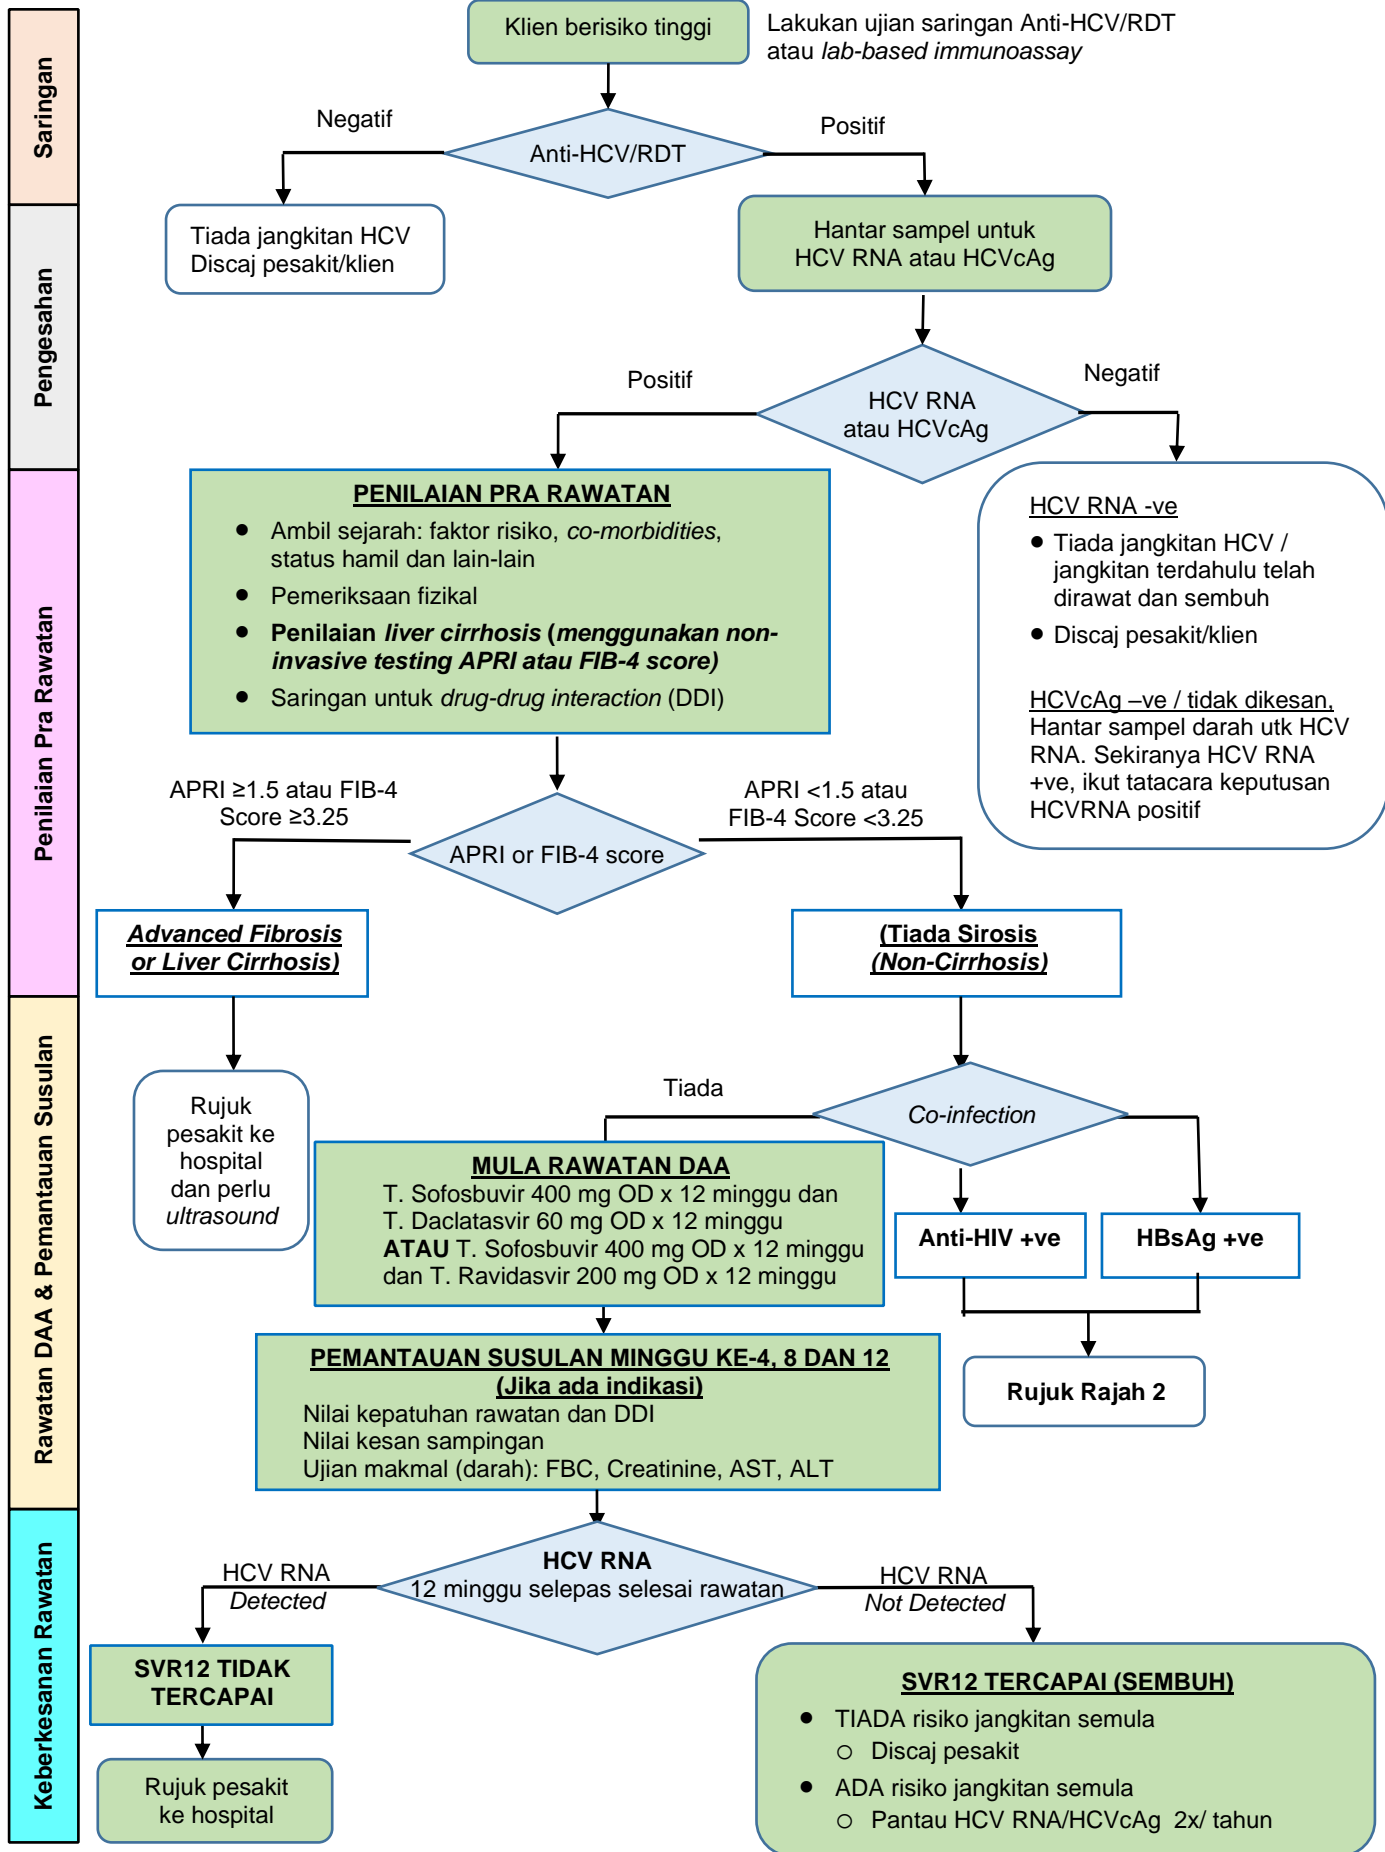 Saringan
Klien berisiko tinggi
Lakukan ujian saringan Anti-HCV/RDT
atau lab-based immunoassay
Negatif
Positif
Anti-HCV/RDT
Tiada jangkitan HCV
Discaj pesakit/klien
Hantar sampel untuk
HCV RNA atau HCVcAg
Pengesahan
Positif
Negatif
HCV RNA
atau HCVcAg
Penilaian Pra Rawatan
PENILAIAN PRA RAWATAN
● Ambil sejarah: faktor risiko, co-morbidities,
status hamil dan lain-lain
● Pemeriksaan fizikal
● Penilaian liver cirrhosis (menggunakan non-
invasive testing APRI atau FIB-4 score)
● Saringan untuk drug-drug interaction (DDI)
HCV RNA -ve
● Tiada jangkitan HCV /
jangkitan terdahulu telah
dirawat dan sembuh
● Discaj pesakit/klien
HCVcAg –ve / tidak dikesan,
Hantar sampel darah utk HCV
RNA. Sekiranya HCV RNA
+ve, ikut tatacara keputusan
HCVRNA positif
APRI ≥1.5 atau FIB-4
Score ≥3.25
APRI <1.5 atau
FIB-4 Score <3.25
APRI or FIB-4 score
Advanced Fibrosis
or Liver Cirrhosis)
(Tiada Sirosis
(Non-Cirrhosis)
Rawatan DAA & Pemantauan Susulan
Rujuk
pesakit ke
hospital
dan perlu
ultrasound
Tiada
Co-infection
MULA RAWATAN DAA
T. Sofosbuvir 400 mg OD x 12 minggu dan
T. Daclatasvir 60 mg OD x 12 minggu
ATAU T. Sofosbuvir 400 mg OD x 12 minggu
dan T. Ravidasvir 200 mg OD x 12 minggu
Anti-HIV +ve
HBsAg +ve
Rujuk Rajah 2
PEMANTAUAN SUSULAN MINGGU KE-4, 8 DAN 12
(Jika ada indikasi)
Nilai kepatuhan rawatan dan DDI
Nilai kesan sampingan
Ujian makmal (darah): FBC, Creatinine, AST, ALT
Keberkesanan Rawatan
HCV RNA
12 minggu selepas selesai rawatan
HCV RNA
Detected
HCV RNA
Not Detected
SVR12 TIDAK
TERCAPAI
Rujuk pesakit
ke hospital
SVR12 TERCAPAI (SEMBUH)
● TIADA risiko jangkitan semula
○ Discaj pesakit
● ADA risiko jangkitan semula
○ Pantau HCV RNA/HCVcAg 2x/ tahun